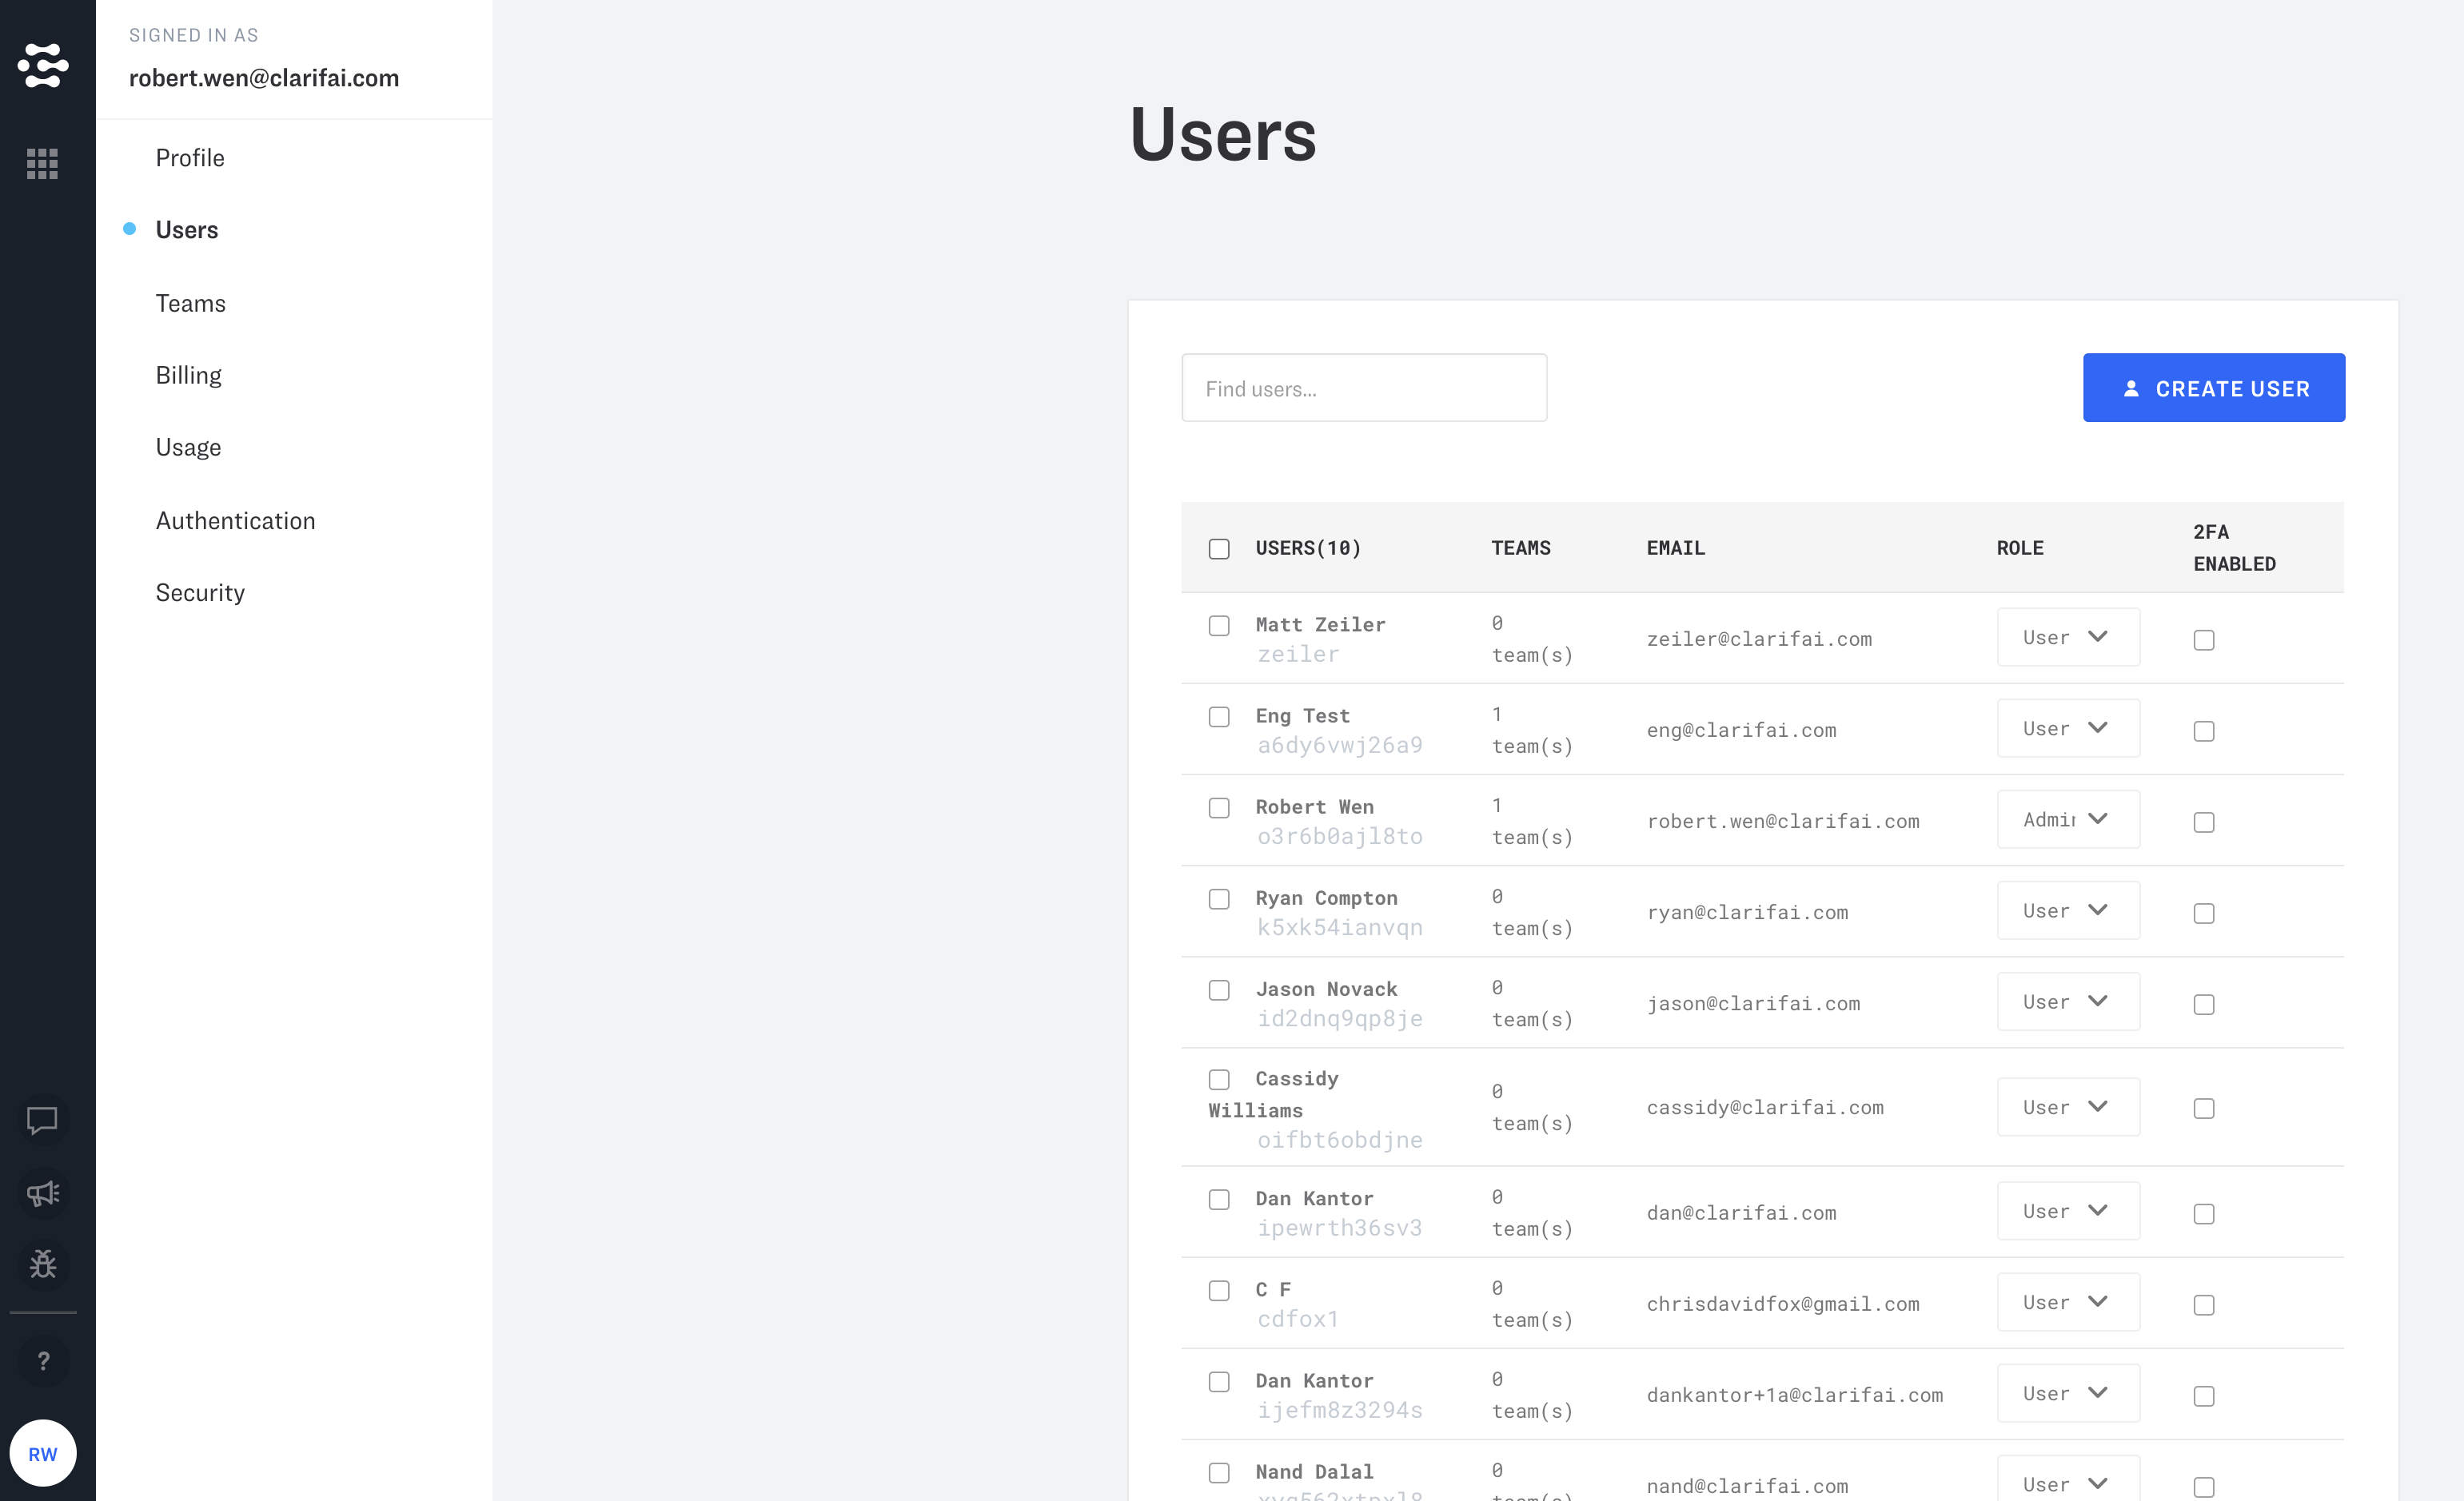 SIGNED IN AS
robert.wen@clarifai.com
Profile
Users
Teams
Billing
Usage
Authentication
Security
?
RW
Users
Find users...
CREATE USER
USERS(10) TEAMS EMAIL ROLE 2FA ENABLED
Matt Zeiler 0 team(s) zeiler@clarifai.com User
zeiler
Eng Test 1 team(s) eng@clarifai.com User
a6dy6vwj26a9
Robert Wen 1 team(s) robert.wen@clarifai.com Admin
o3r6b0ajl8to
Ryan Compton 0 team(s) ryan@clarifai.com User
k5xk54ianvqn
Jason Novack 0 team(s) jason@clarifai.com User
id2dnq9qp8je
Cassidy Williams 0 team(s) cassidy@clarifai.com User
oifbt6obdjne
Dan Kantor 0 team(s) dan@clarifai.com User
ipewrth36sv3
C F 0 team(s) chrisdavidfox@gmail.com User
cdfox1
Dan Kantor 0 team(s) dankantor+1a@clarifai.com User
ijefm8z3294s
Nand Dalal 0 team(s) nand@clarifai.com User